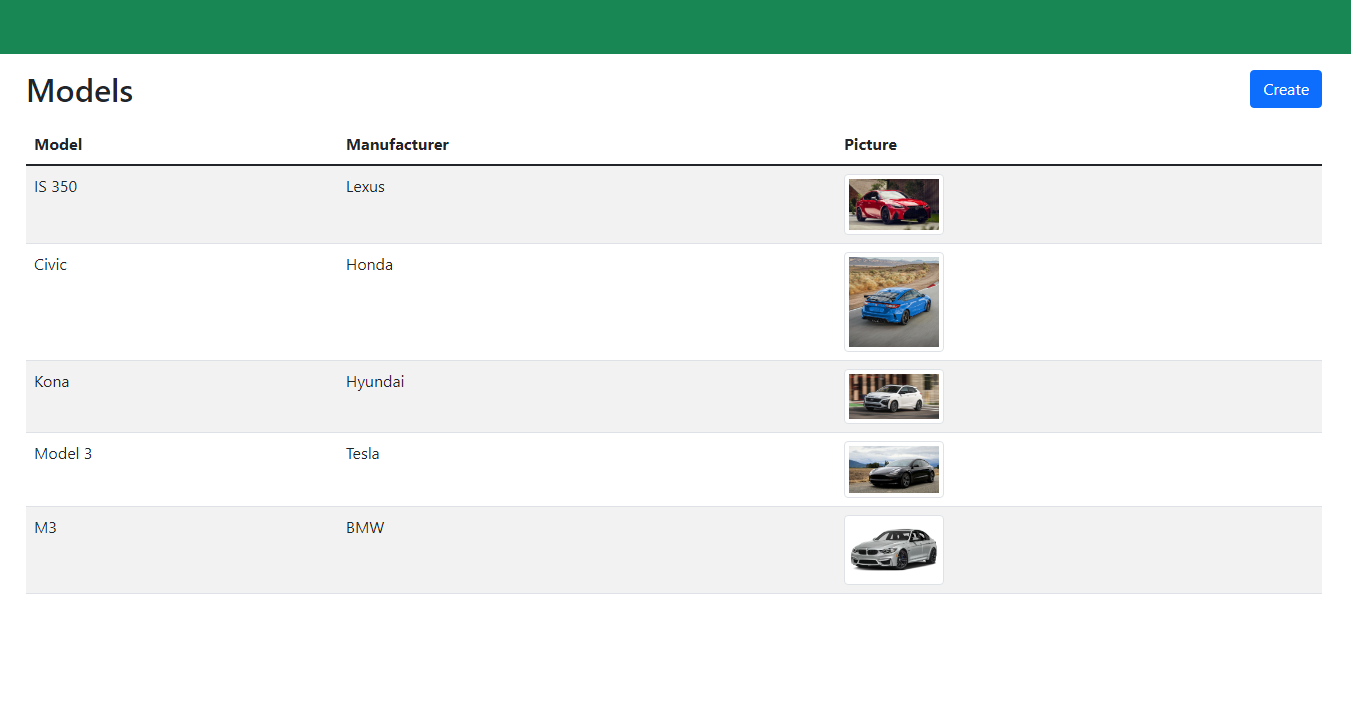 Models
Create
Model Manufacturer Picture
IS 350 Lexus
Civic Honda
Kona Hyundai
Model 3 Tesla
M3 BMW